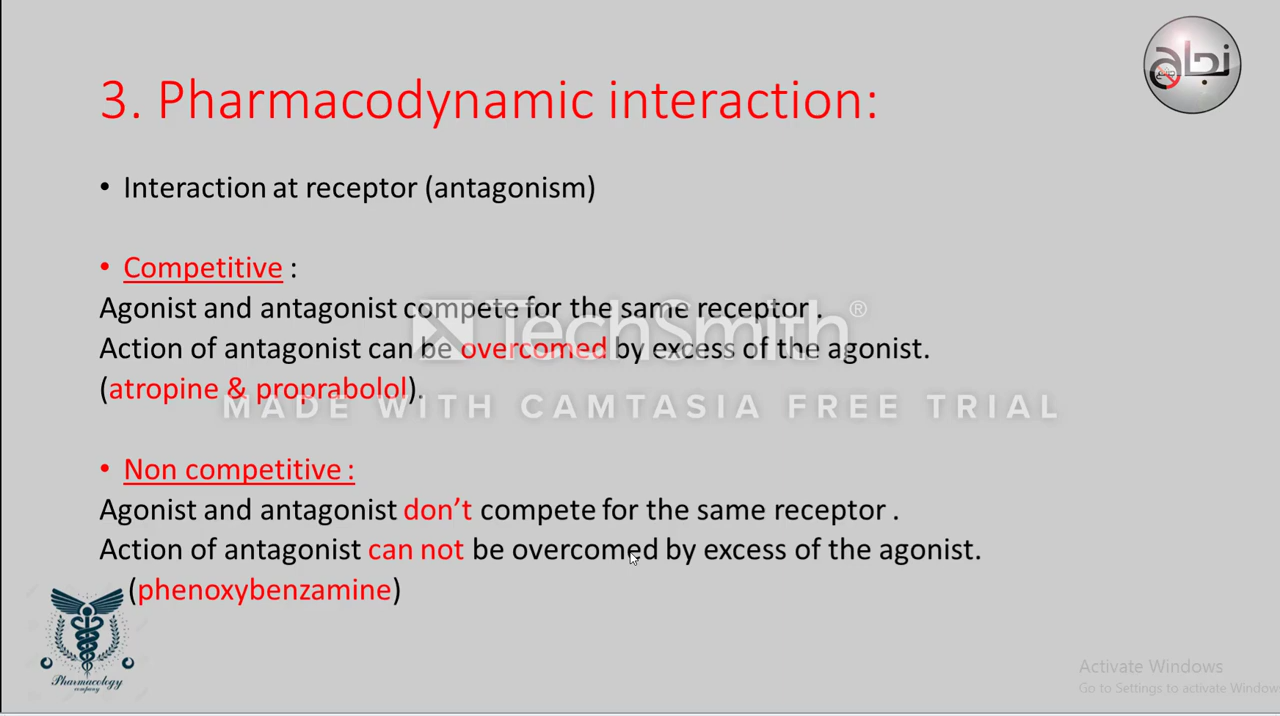 نجاح
3. Pharmacodynamic interaction:
• Interaction at receptor (antagonism)
• Competitive :
Agonist and antagonist compete for the same receptor .
TechSmith®
Action of antagonist can be overcomed by excess of the agonist.
(atropine & proprabolol).
MADE WITH CAMTASIA FREE TRIAL
• Non competitive :
Agonist and antagonist don’t compete for the same receptor .
Action of antagonist can not be overcomed by excess of the agonist.
(phenoxybenzamine)
Pharmacology
company
Activate Windows
Go to Settings to activate Window